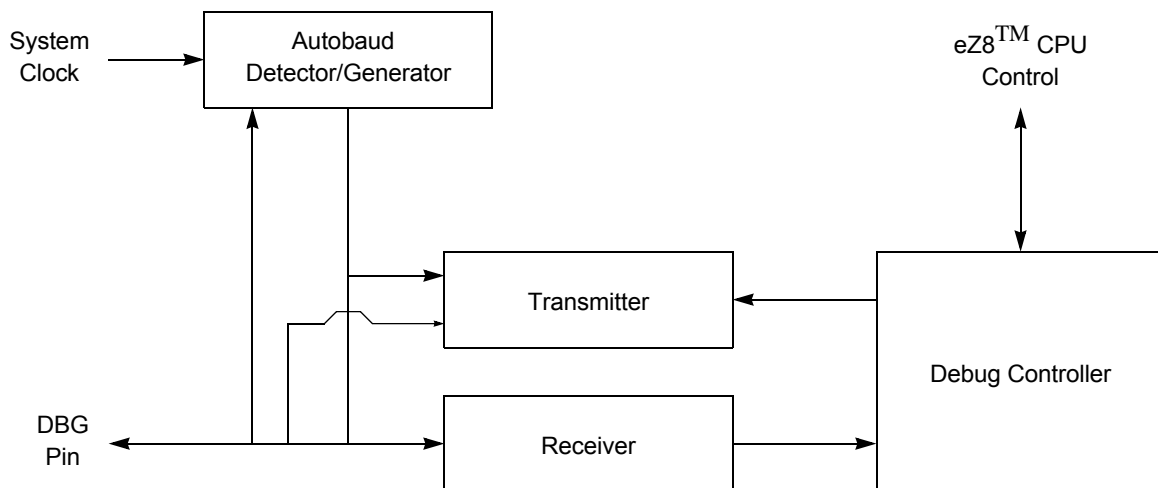 System
Clock
Autobaud
Detector/Generator
eZ8™ CPU
Control
Transmitter
Debug Controller
DBG
Pin
Receiver